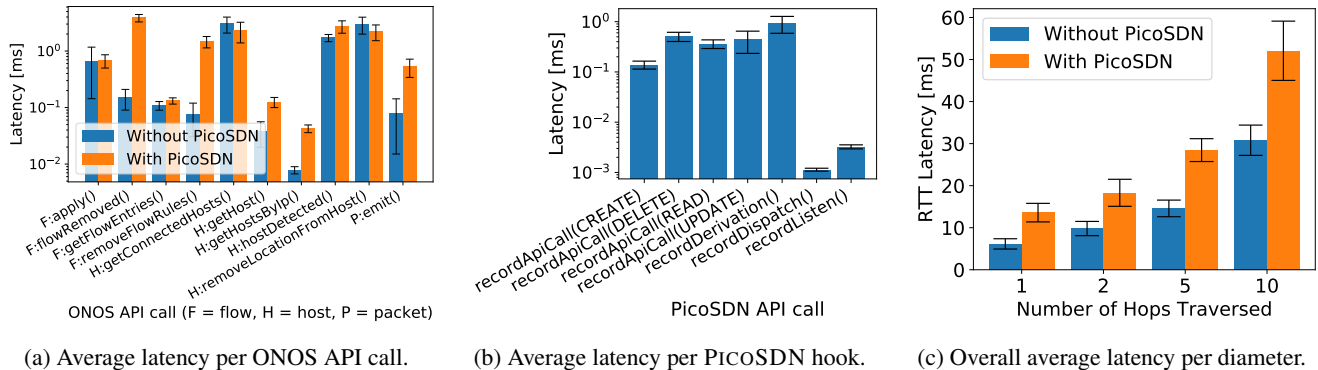 Latency [ms]
10⁰
10⁻¹
10⁻²
Without PicoSDN
With PicoSDN
F:apply()
F:flowRemoved()
F:getFlowEntries()
F:removeFlowRules()
H:getConnectedHosts()
H:getHost()
H:getHostsByIp()
H:hostDetected()
H:removeLocationFromHost()
P:emit()
ONOS API call (F = flow, H = host, P = packet)
(a) Average latency per ONOS API call.
Latency [ms]
10⁰
10⁻¹
10⁻²
10⁻³
recordApiCall(CREATE)
recordApiCall(DELETE)
recordApiCall(READ)
recordApiCall(UPDATE)
recordDerivation()
recordDispatch()
recordListen()
PicoSDN API call
(b) Average latency per PICOSDN hook.
RTT Latency [ms]
60
50
40
30
20
10
0
Without PicoSDN
With PicoSDN
1 2 5 10
Number of Hops Traversed
(c) Overall average latency per diameter.